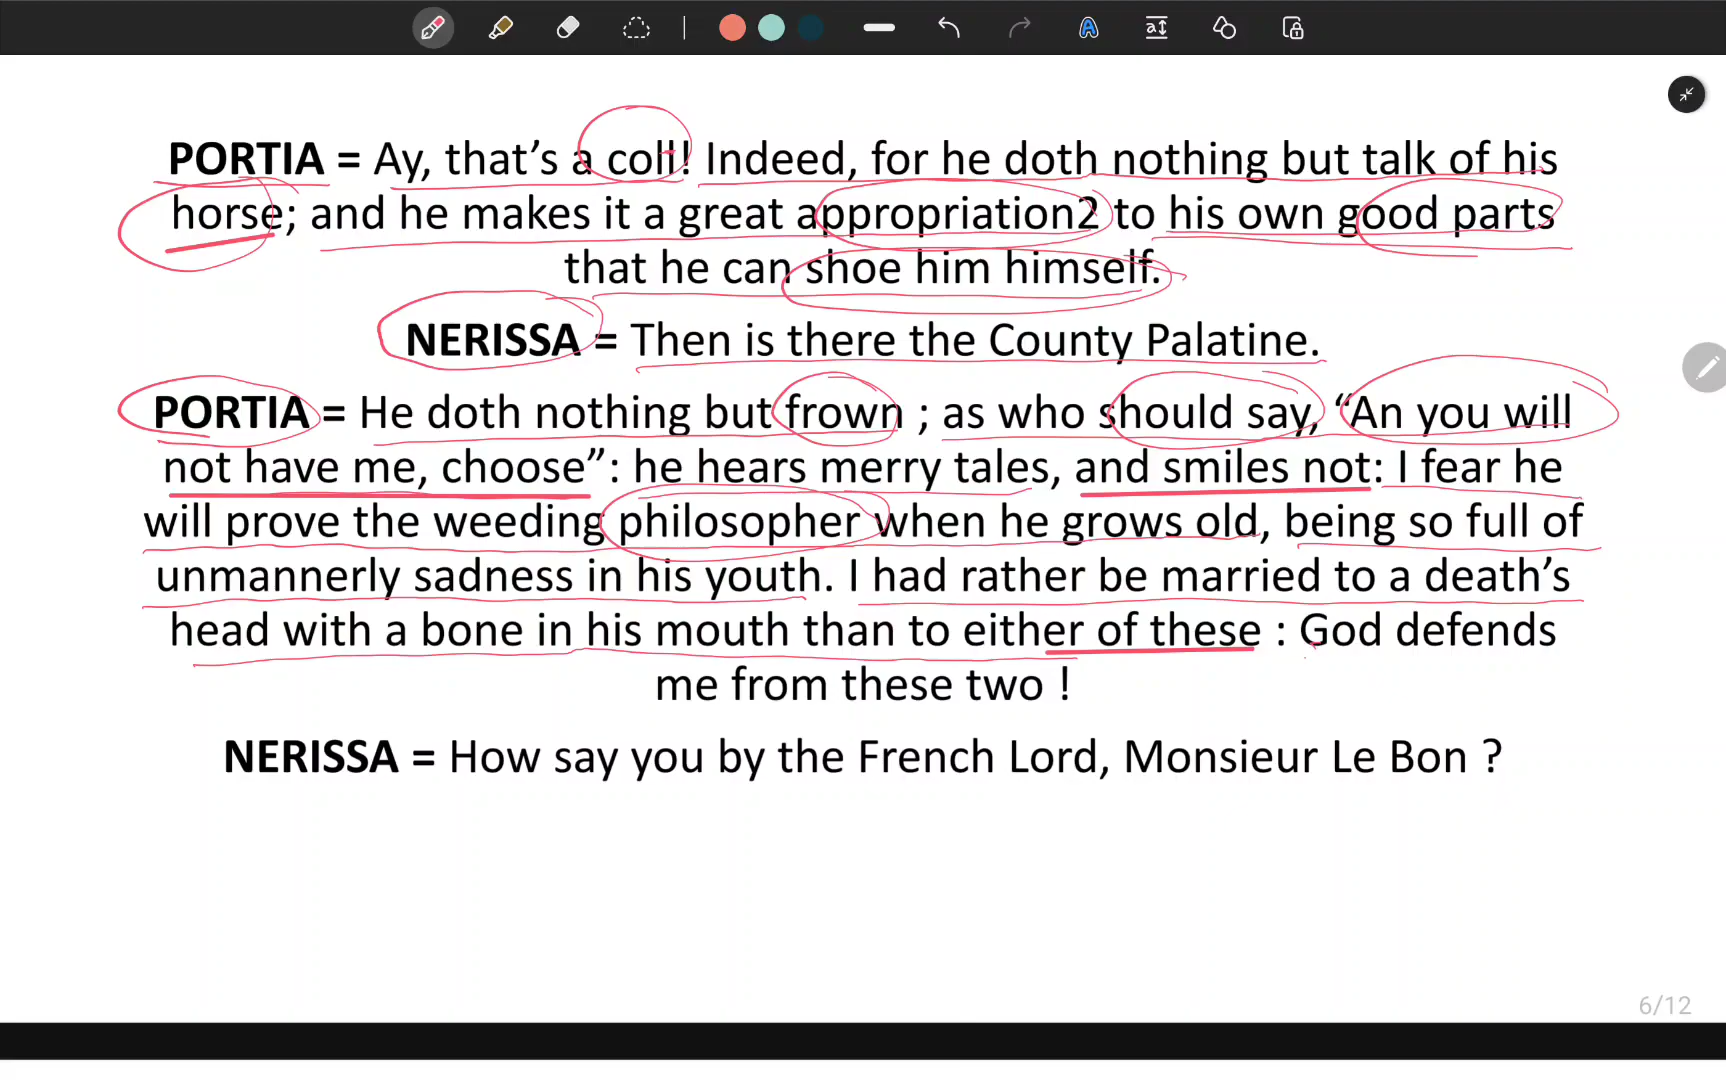 PORTIA = Ay, that’s a colt! Indeed, for he doth nothing but talk of his
horse; and he makes it a great appropriation2 to his own good parts
that he can shoe him himself.
NERISSA = Then is there the County Palatine.
PORTIA = He doth nothing but frown ; as who should say, “An you will
not have me, choose”: he hears merry tales, and smiles not: I fear he
will prove the weeding philosopher when he grows old, being so full of
unmannerly sadness in his youth. I had rather be married to a death’s
head with a bone in his mouth than to either of these : God defends
me from these two !
NERISSA = How say you by the French Lord, Monsieur Le Bon ?
6/12